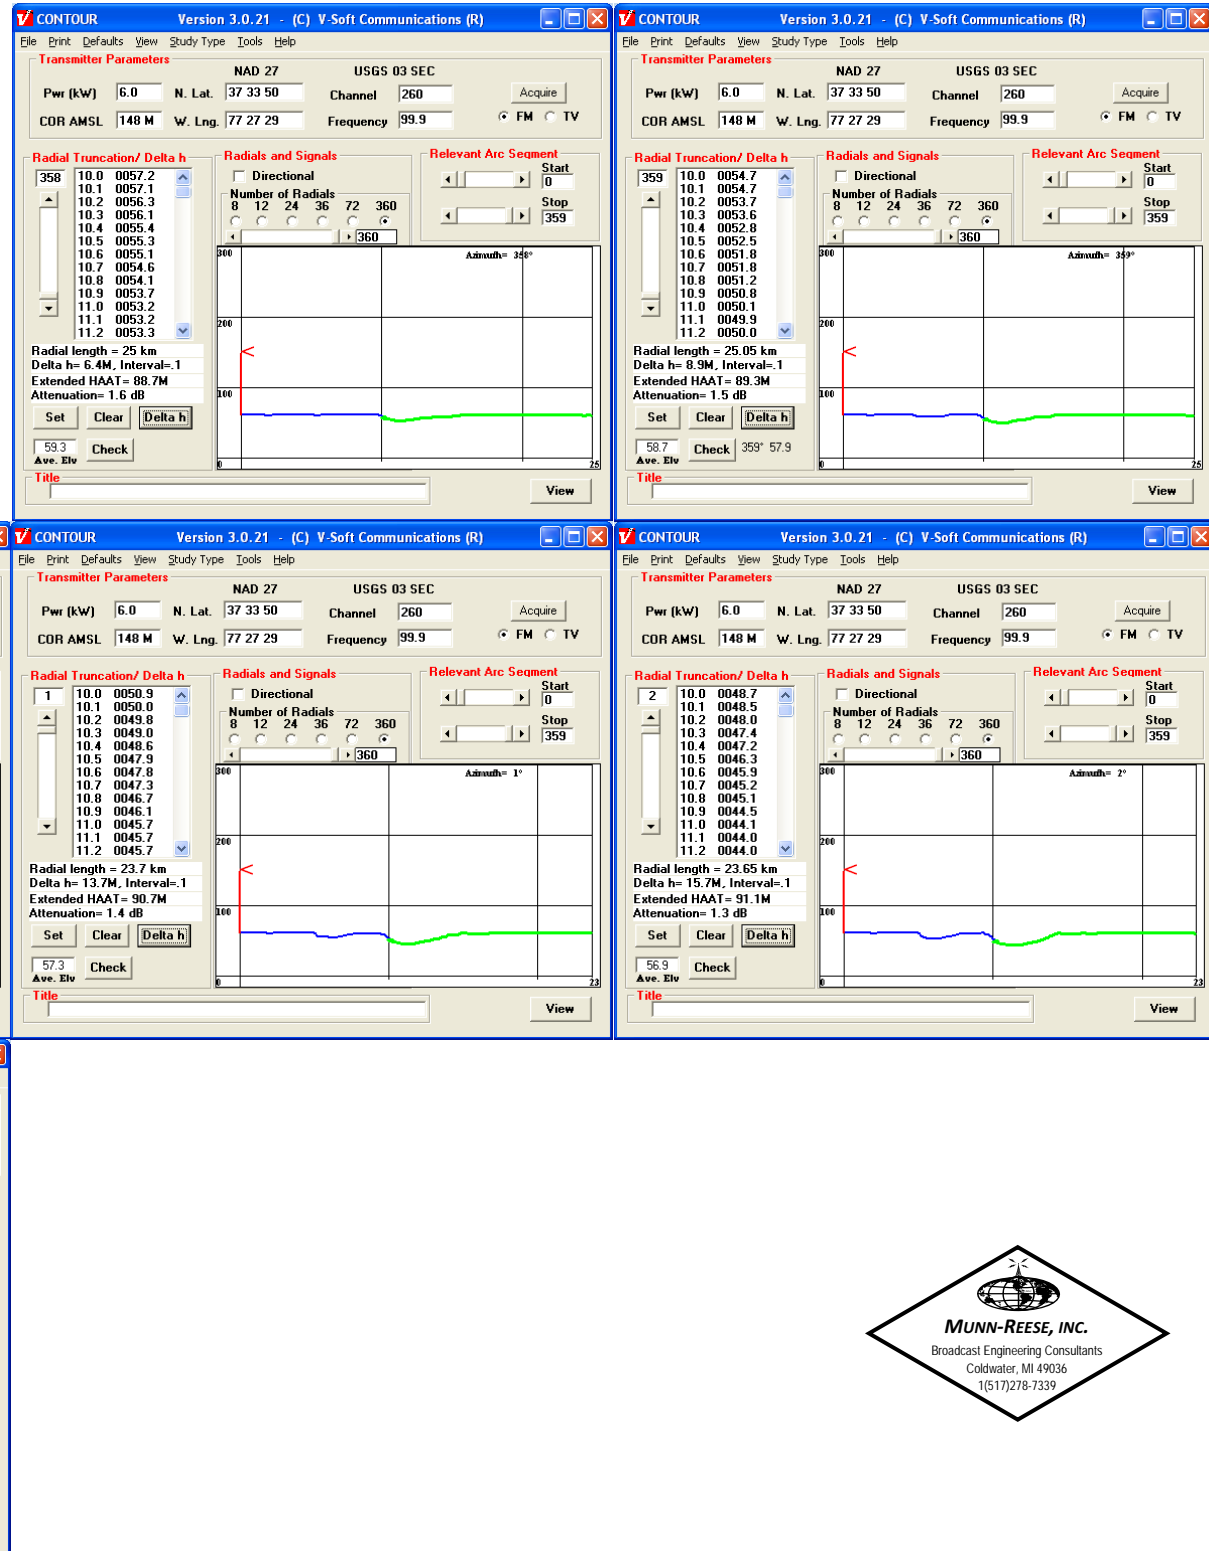 CONTOUR Version 3.0.21 - (C) V-Soft Communications (R)
File Print Defaults View Study Type Tools Help
Transmitter Parameters
NAD 27 USGS 03 SEC
Pwr (kW) 6.0 N. Lat. 37 33 50 Channel 260 Acquire
COR AMSL 148 M W. Lng. 77 27 29 Frequency 99.9 FM TV
Radial Truncation/ Delta h
358
10.0 0057.2
10.1 0057.1
10.2 0056.3
10.3 0056.1
10.4 0055.4
10.5 0055.3
10.6 0055.1
10.7 0054.6
10.8 0054.1
10.9 0053.7
11.0 0053.2
11.1 0053.2
11.2 0053.3
Radial length = 25 km
Delta h= 6.4M, Interval=.1
Extended HAAT= 88.7M
Attenuation= 1.6 dB
Set Clear Delta h
59.3 Check
Ave. Elv
Radials and Signals
Directional
Number of Radials
8 12 24 36 72 360
360
Relevant Arc Segment
Start
0
Stop
359
300
Azimuth= 358°
200
100
0 25
Title
View
CONTOUR Version 3.0.21 - (C) V-Soft Communications (R)
File Print Defaults View Study Type Tools Help
Transmitter Parameters
NAD 27 USGS 03 SEC
Pwr (kW) 6.0 N. Lat. 37 33 50 Channel 260 Acquire
COR AMSL 148 M W. Lng. 77 27 29 Frequency 99.9 FM TV
Radial Truncation/ Delta h
359
10.0 0054.7
10.1 0054.7
10.2 0053.7
10.3 0053.6
10.4 0052.8
10.5 0052.5
10.6 0051.8
10.7 0051.8
10.8 0051.2
10.9 0050.8
11.0 0050.1
11.1 0049.9
11.2 0050.0
Radial length = 25.05 km
Delta h= 8.9M, Interval=.1
Extended HAAT= 89.3M
Attenuation= 1.5 dB
Set Clear Delta h
58.7 Check 359° 57.9
Ave. Elv
Radials and Signals
Directional
Number of Radials
8 12 24 36 72 360
360
Relevant Arc Segment
Start
0
Stop
359
300
Azimuth= 359°
200
100
0 25
Title
View
CONTOUR Version 3.0.21 - (C) V-Soft Communications (R)
File Print Defaults View Study Type Tools Help
Transmitter Parameters
NAD 27 USGS 03 SEC
Pwr (kW) 6.0 N. Lat. 37 33 50 Channel 260 Acquire
COR AMSL 148 M W. Lng. 77 27 29 Frequency 99.9 FM TV
Radial Truncation/ Delta h
1
10.0 0050.9
10.1 0050.0
10.2 0049.8
10.3 0049.0
10.4 0048.6
10.5 0047.9
10.6 0047.8
10.7 0047.3
10.8 0046.7
10.9 0046.1
11.0 0045.7
11.1 0045.7
11.2 0045.7
Radial length = 23.7 km
Delta h= 13.7M, Interval=.1
Extended HAAT= 90.7M
Attenuation= 1.4 dB
Set Clear Delta h
57.3 Check
Ave. Elv
Radials and Signals
Directional
Number of Radials
8 12 24 36 72 360
360
Relevant Arc Segment
Start
0
Stop
359
300
Azimuth= 1°
200
100
0 23
Title
View
CONTOUR Version 3.0.21 - (C) V-Soft Communications (R)
File Print Defaults View Study Type Tools Help
Transmitter Parameters
NAD 27 USGS 03 SEC
Pwr (kW) 6.0 N. Lat. 37 33 50 Channel 260 Acquire
COR AMSL 148 M W. Lng. 77 27 29 Frequency 99.9 FM TV
Radial Truncation/ Delta h
2
10.0 0048.7
10.1 0048.5
10.2 0048.0
10.3 0047.4
10.4 0047.2
10.5 0046.3
10.6 0045.9
10.7 0045.2
10.8 0045.1
10.9 0044.5
11.0 0044.1
11.1 0044.0
11.2 0044.0
Radial length = 23.65 km
Delta h= 15.7M, Interval=.1
Extended HAAT= 91.1M
Attenuation= 1.3 dB
Set Clear Delta h
56.9 Check
Ave. Elv
Radials and Signals
Directional
Number of Radials
8 12 24 36 72 360
360
Relevant Arc Segment
Start
0
Stop
359
300
Azimuth= 2°
200
100
0 23
Title
View
MUNN-REESE, INC.
Broadcast Engineering Consultants
Coldwater, MI 49036
1(517)278-7339